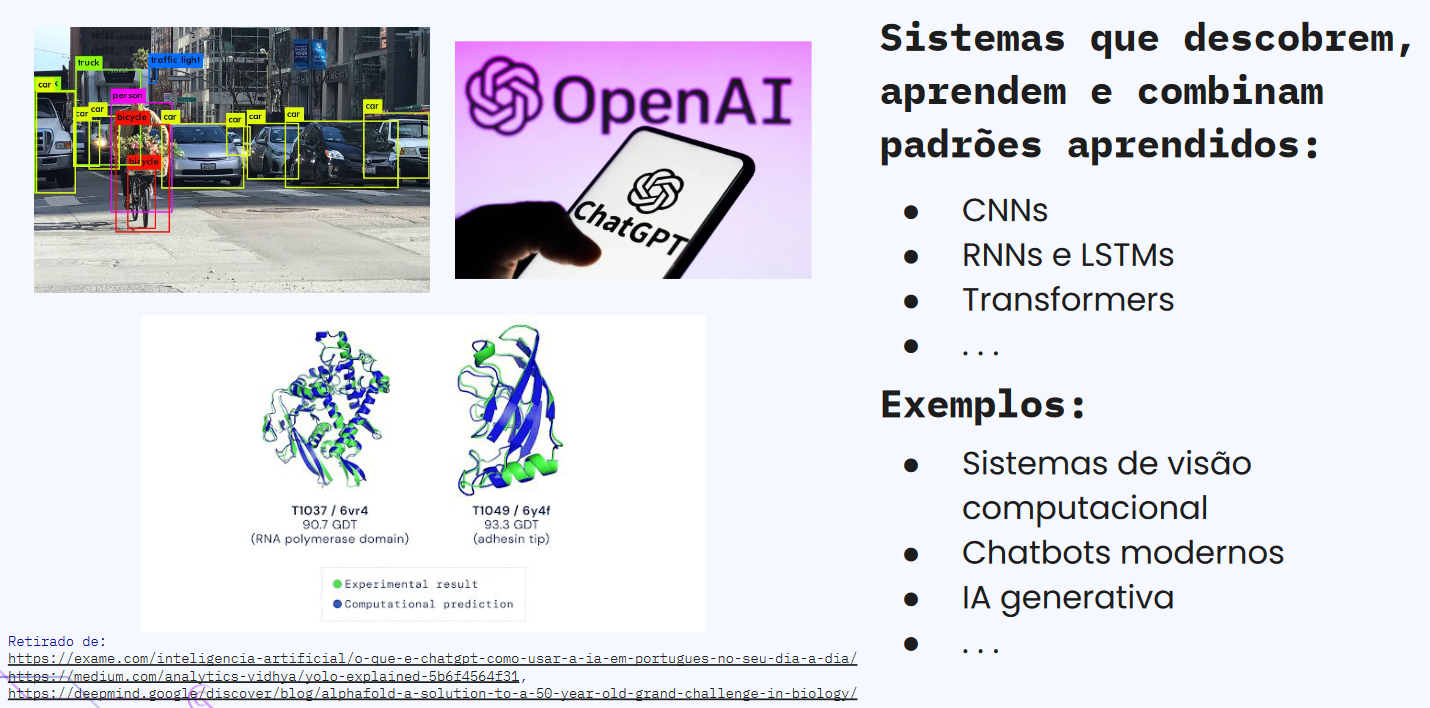 truck
traffic light
car
person
car
car
bicycle
car
car
car
car
car
bicycle
OpenAI
ChatGPT
T1037 / 6vr4
90.7 GDT
(RNA polymerase domain)
T1049 / 6y4f
93.3 GDT
(adhesin tip)
Experimental result
Computational prediction
Retirado de:
https://exame.com/inteligencia-artificial/o-que-e-chatgpt-como-usar-a-ia-em-portugues-no-seu-dia-a-dia/
https://medium.com/analytics-vidhya/yolo-explained-5b6f4564f31,
https://deepmind.google/discover/blog/alphafold-a-solution-to-a-50-year-old-grand-challenge-in-biology/
Sistemas que descobrem,
aprendem e combinam
padrões aprendidos:
● CNNs
● RNNs e LSTMs
● Transformers
● ...
Exemplos:
● Sistemas de visão
computacional
● Chatbots modernos
● IA generativa
● ...